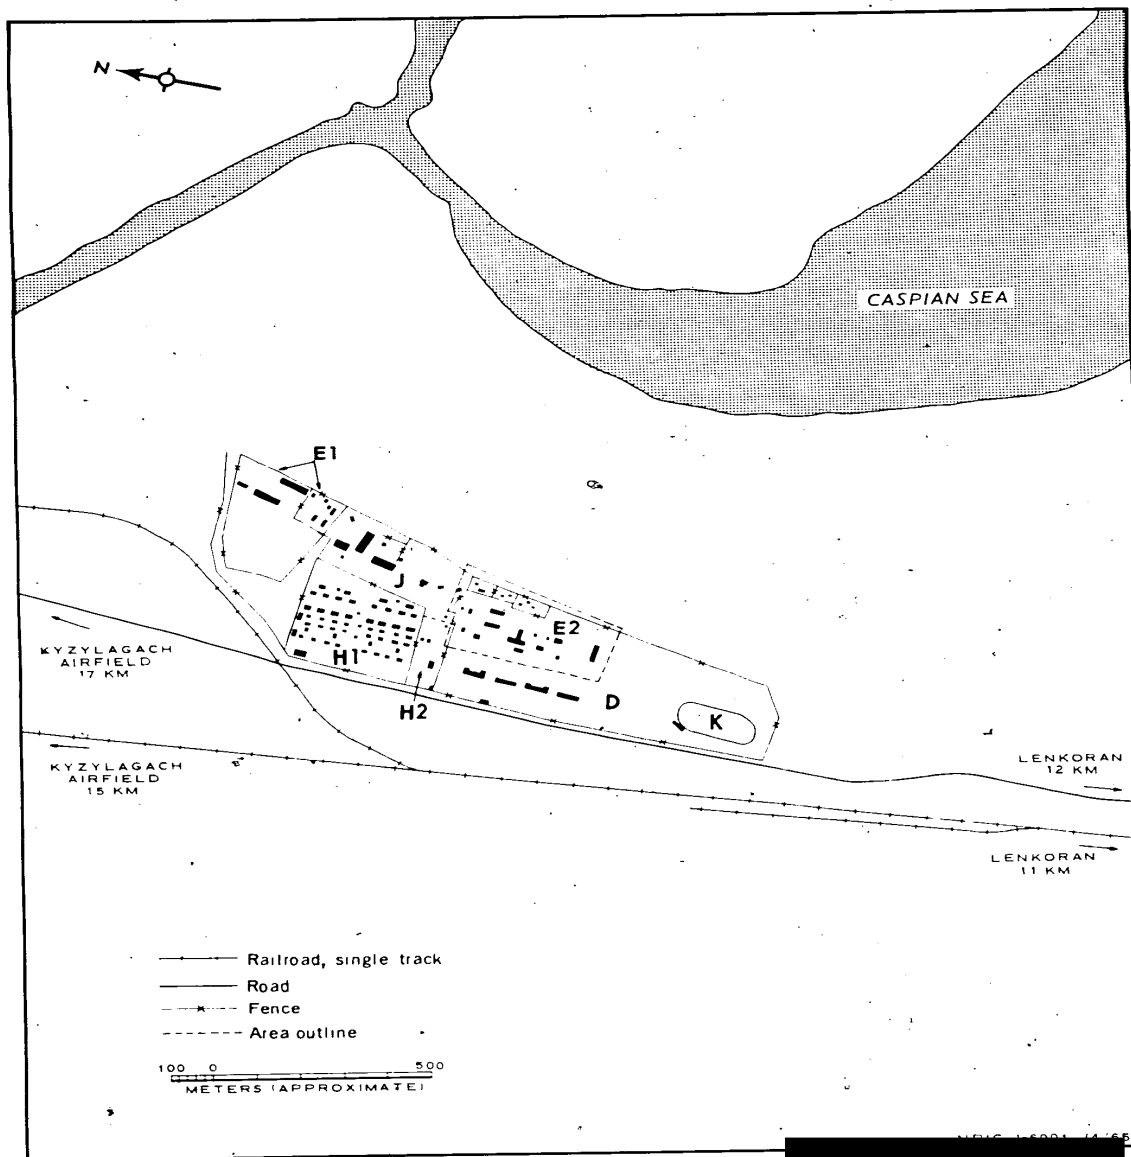 N
CASPIAN SEA
E1
J
E2
H1
H2
D
K
KYZYLAGACH
AIRFIELD
17 KM
KYZYLAGACH
AIRFIELD
15 KM
LENKORAN
12 KM
LENKORAN
11 KM
Railroad, single track
Road
Fence
Area outline
100 0 500
METERS (APPROXIMATE)